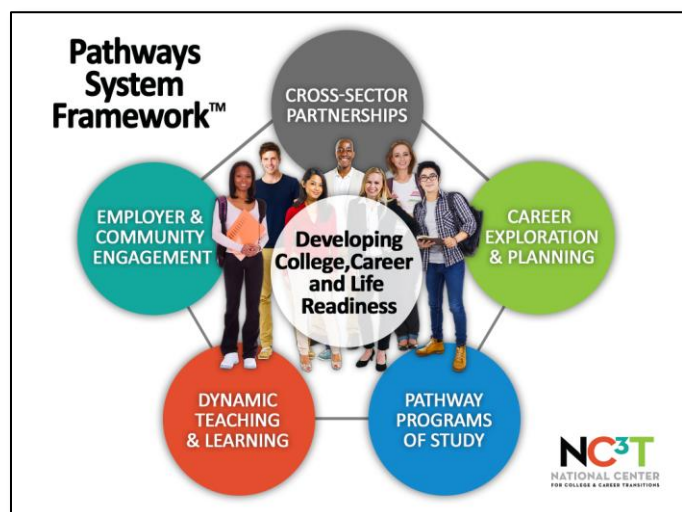 Pathways
System
Framework™
CROSS-SECTOR
PARTNERSHIPS
EMPLOYER &
COMMUNITY
ENGAGEMENT
CAREER
EXPLORATION
& PLANNING
Developing
College,Career
and Life
Readiness
DYNAMIC
TEACHING
& LEARNING
PATHWAY
PROGRAMS
OF STUDY
NC³T
NATIONAL CENTER
FOR COLLEGE & CAREER TRANSITIONS